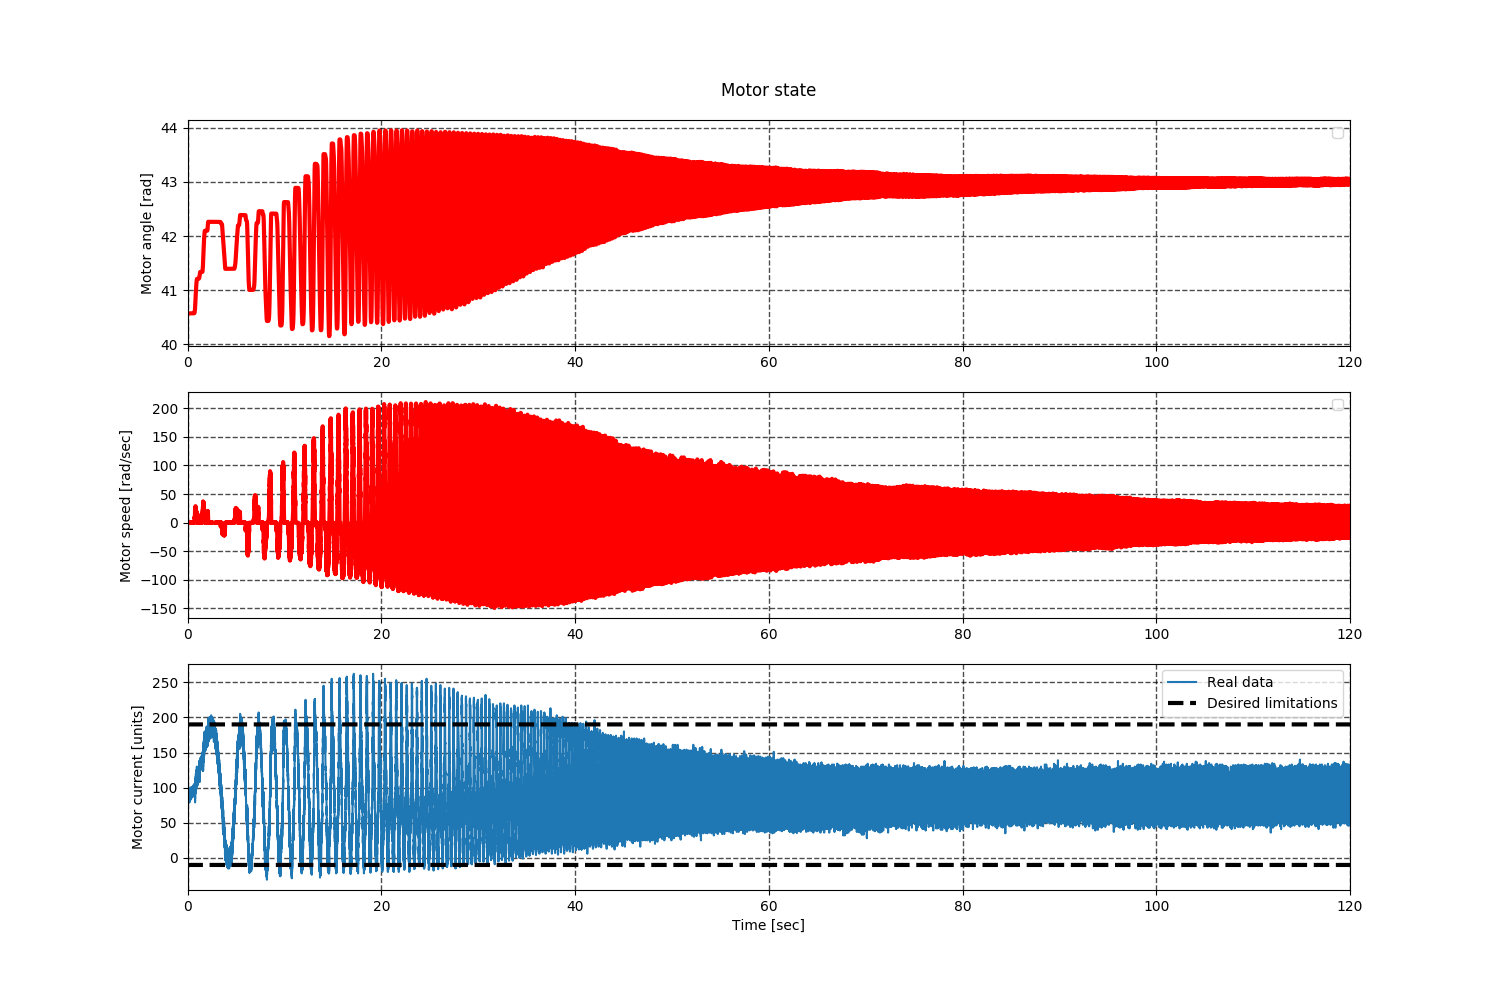 Motor state
Motor angle [rad]
44
43
42
41
40
0 20 40 60 80 100 120
Motor speed [rad/sec]
200
150
100
50
0
−50
−100
−150
0 20 40 60 80 100 120
Motor current [units]
250
200
150
100
50
0
Real data
Desired limitations
0 20 40 60 80 100 120
Time [sec]